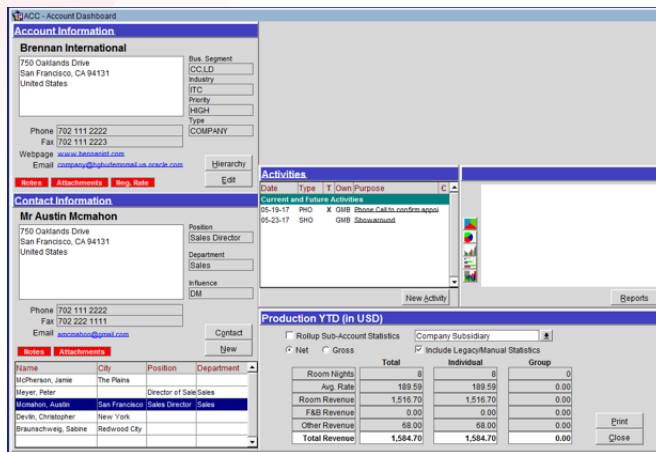 ACC - Account Dashboard
Account Information
Brennan International
750 Oaklands Drive
San Francisco, CA 94131
United States
Bus. Segment
CC,LD
Industry
ITC
Priority
HIGH
Type
COMPANY
Phone 702 111 2222
Fax 702 111 2223
Webpage www.brennanint.com
Email company@hgbudemomail.us.oracle.com
Hierarchy
Notes Attachments Neg. Rate Edit
Contact Information
Mr Austin Mcmahon
750 Oaklands Drive
San Francisco, CA 94131
United States
Position
Sales Director
Department
Sales
Influence
DM
Phone 702 111 2222
Fax 702 222 1111
Email amcmahon@gmail.com
Contact
Notes Attachments New
Name City Position Department
McPherson, Jamie The Plains
Meyer, Peter Director of Sale Sales
Mcmahon, Austin San Francisco Sales Director Sales
Devlin, Christopher New York
Braunschweig, Sabine Redwood City
Activities
Date Type T Own Purpose C
Current and Future Activities
05-19-17 PHO X GMB Phone Call to confirm appoi
05-23-17 SHO GMB Showaround
New Activity
Reports
Production YTD (in USD)
Rollup Sub-Account Statistics Company Subsidiary
Net Gross Include Legacy/Manual Statistics
Total Individual Group
Room Nights 8 8 0
Avg. Rate 189.59 189.59 0.00
Room Revenue 1,516.70 1,516.70 0.00
F&B Revenue 0.00 0.00 0.00
Other Revenue 68.00 68.00 0.00
Total Revenue 1,584.70 1,584.70 0.00
Print
Close